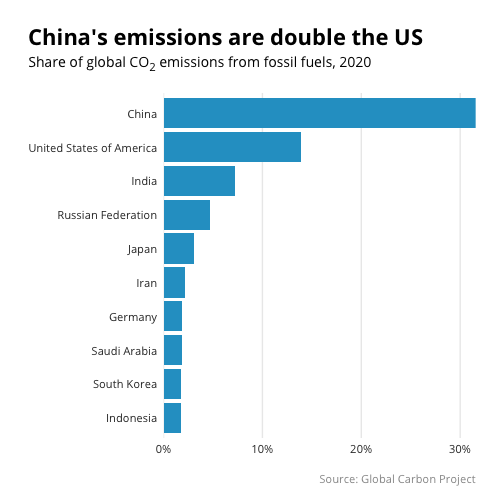 China's emissions are double the US
Share of global CO₂ emissions from fossil fuels, 2020
China
United States of America
India
Russian Federation
Japan
Iran
Germany
Saudi Arabia
South Korea
Indonesia
0% 10% 20% 30%
Source: Global Carbon Project